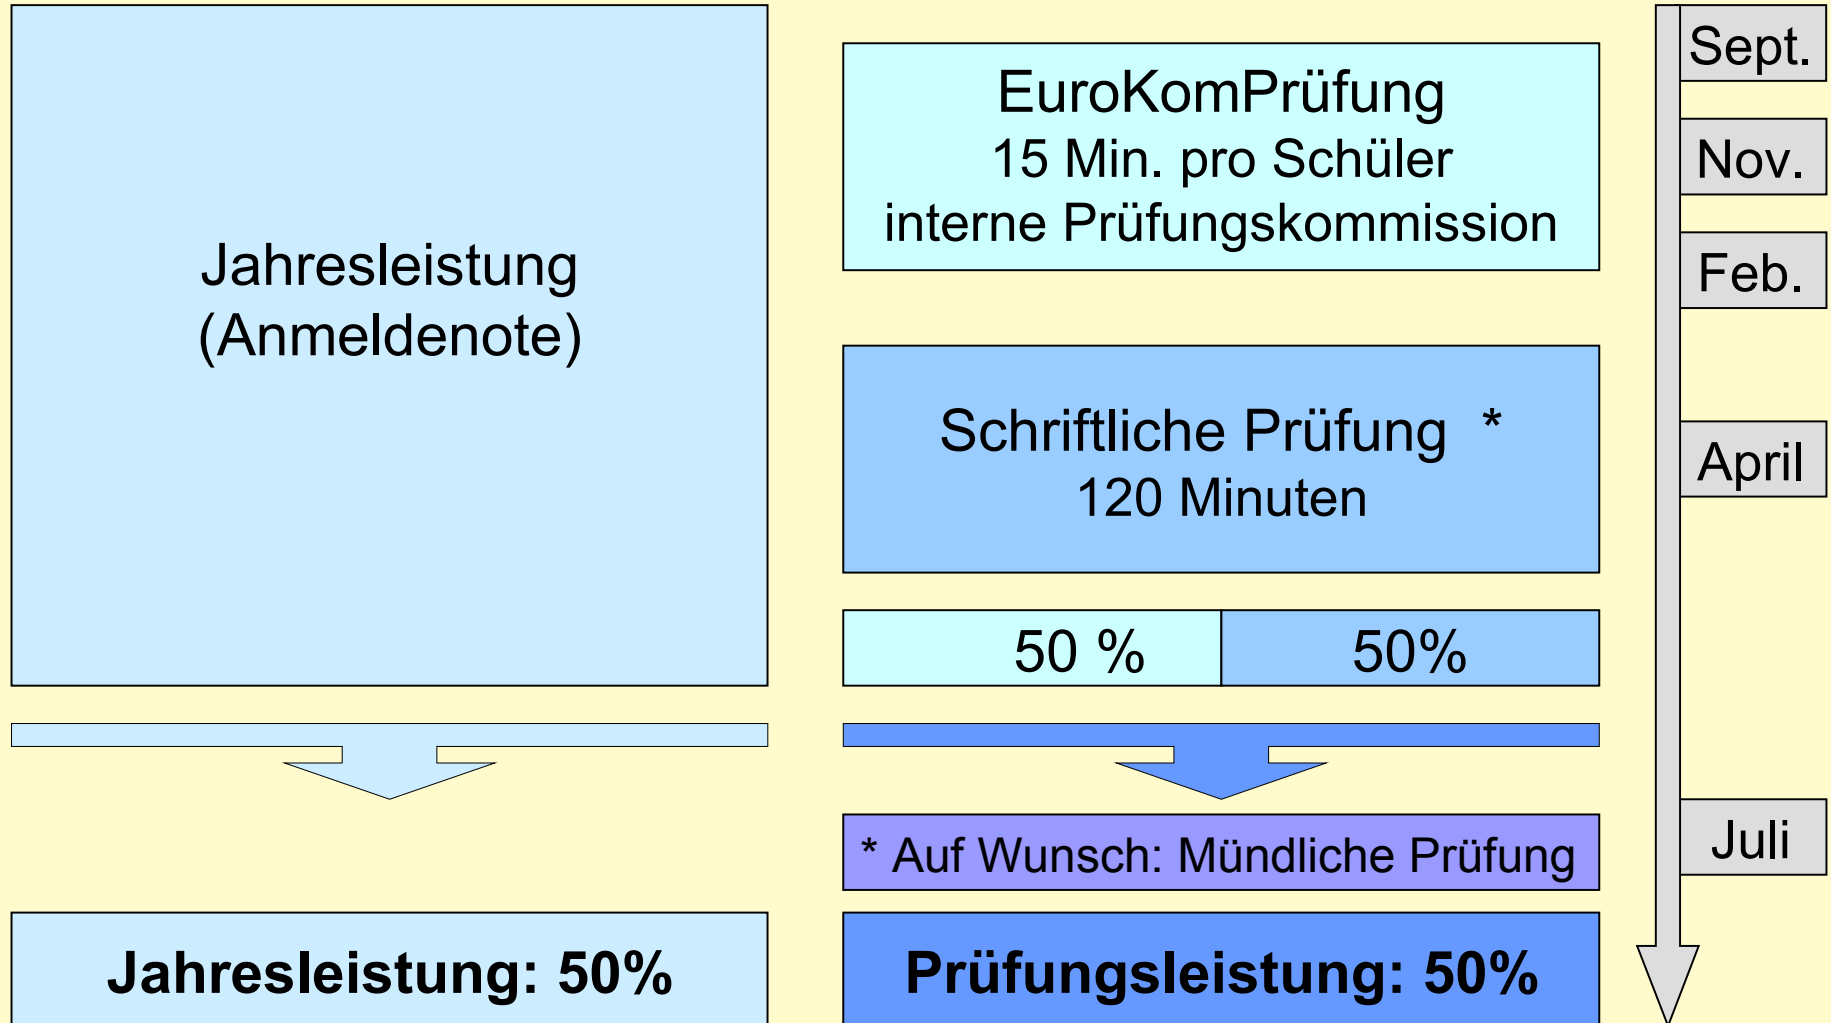 Jahresleistung
(Anmeldenote)
EuroKomPrüfung
15 Min. pro Schüler
interne Prüfungskommission
Schriftliche Prüfung *
120 Minuten
50 %
50%
* Auf Wunsch: Mündliche Prüfung
Jahresleistung: 50%
Prüfungsleistung: 50%
Sept.
Nov.
Feb.
April
Juli